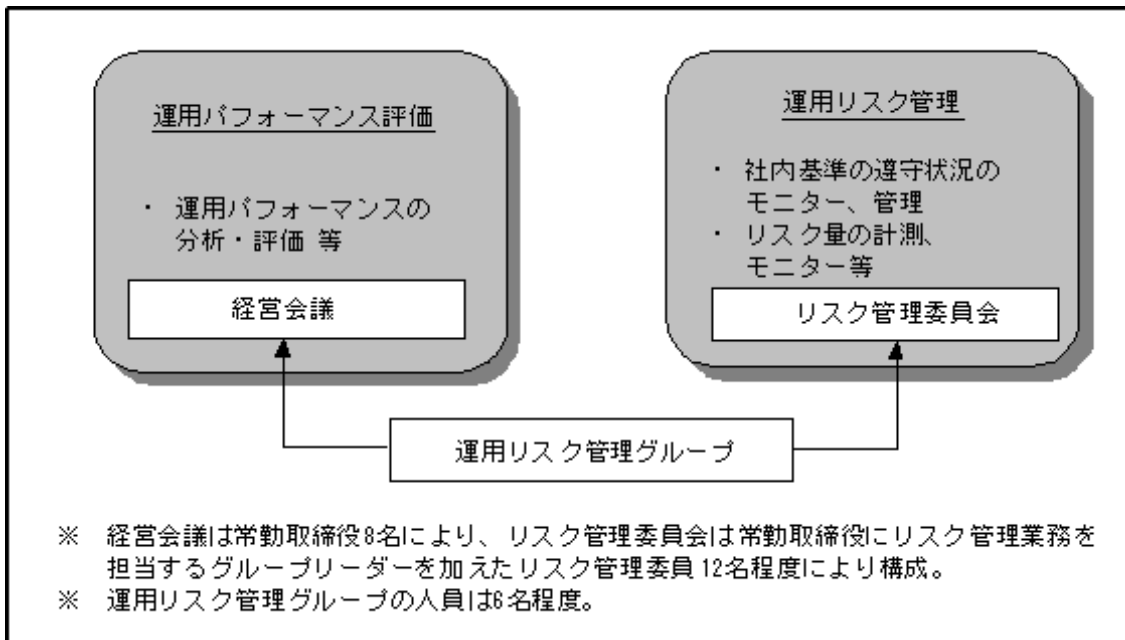 運用パフォーマンス評価
・ 運用パフォーマンスの
分析・評価 等
経営会議
運用リスク管理
・ 社内基準の遵守状況の
モニター、管理
・ リスク量の計測、
モニター等
リスク管理委員会
運用リスク管理グループ
※ 経営会議は常勤取締役8名により、リスク管理委員会は常勤取締役にリスク管理業務を
担当するグループリーダーを加えたリスク管理委員12名程度により構成。
※ 運用リスク管理グループの人員は6名程度。